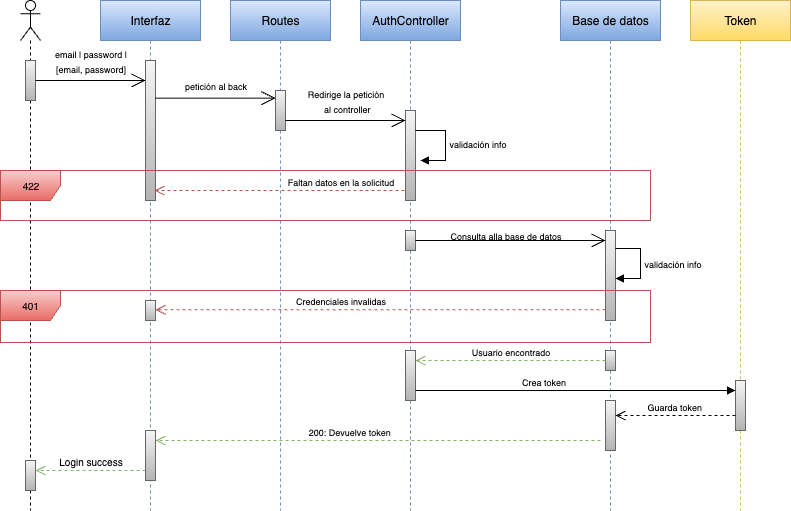 Interfaz
Routes
AuthController
Base de datos
Token
email | password |
[email, password]
petición al back
Redirige la petición
al controller
validación info
422
Faltan datos en la solicitud
Consulta alla base de datos
validación info
401
Credenciales invalidas
Usuario encontrado
Crea token
Guarda token
200: Devuelve token
Login success